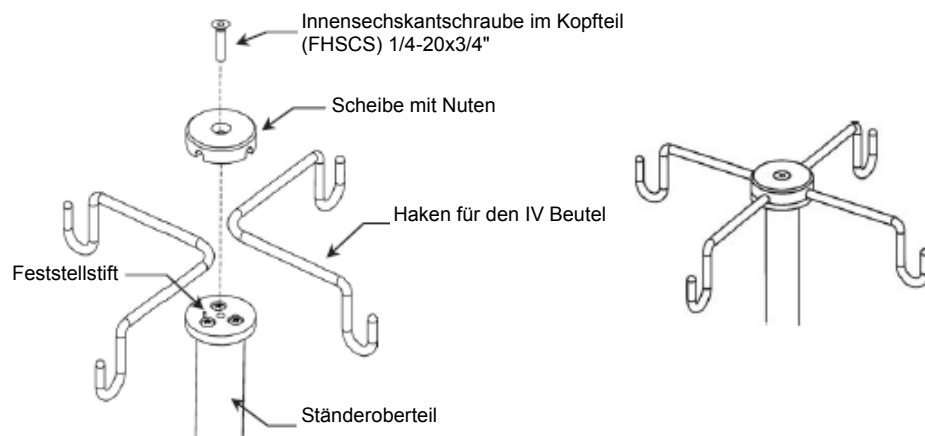 Innensechskantschraube im Kopfteil
(FHSCS) 1/4-20x3/4"
Scheibe mit Nuten
Haken für den IV Beutel
Feststellstift
Ständeroberteil